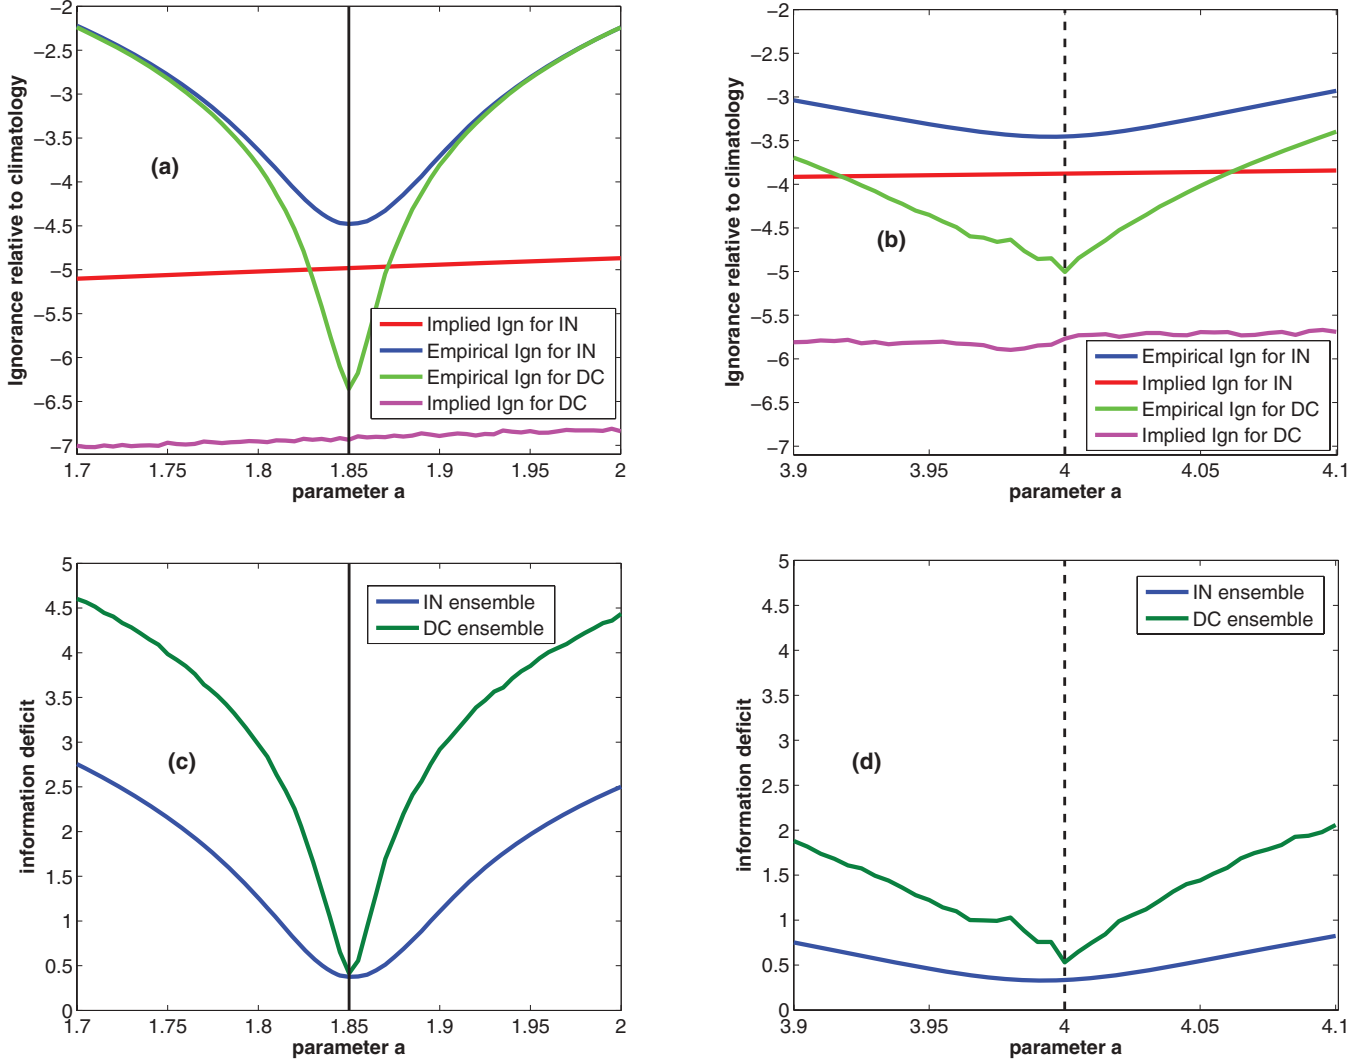 Ignorance relative to climatology
−2
−2.5
−3
−3.5
−4
−4.5
−5
−5.5
−6
−6.5
−7
(a)
Implied Ign for IN
Empirical Ign for IN
Empirical Ign for DC
Implied Ign for DC
1.7
1.75
1.8
1.85
1.9
1.95
2
parameter a
Ignorance relative to climatology
−2
−2.5
−3
−3.5
−4
−4.5
−5
−5.5
−6
−6.5
−7
(b)
Empirical Ign for IN
Implied Ign for IN
Empirical Ign for DC
Implied Ign for DC
3.9
3.95
4
4.05
4.1
parameter a
information deficit
5
4.5
4
3.5
3
2.5
2
1.5
1
0.5
0
(c)
IN ensemble
DC ensemble
1.7
1.75
1.8
1.85
1.9
1.95
2
parameter a
information deficit
5
4.5
4
3.5
3
2.5
2
1.5
1
0.5
0
(d)
IN ensemble
DC ensemble
3.9
3.95
4
4.05
4.1
parameter a